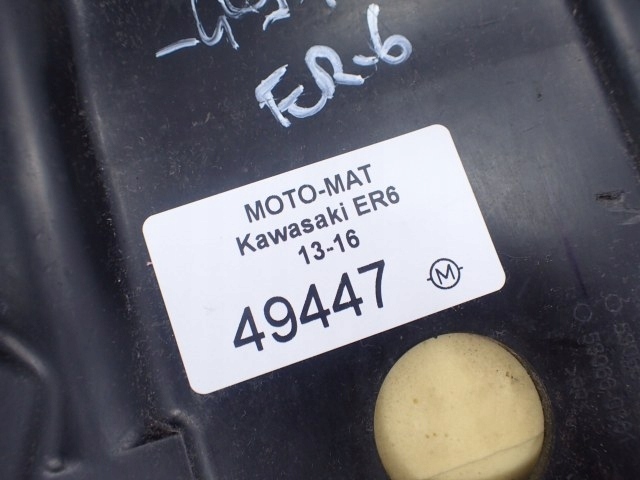 ER-6
MOTO-MAT
Kawasaki ER6
13-16
49447
M